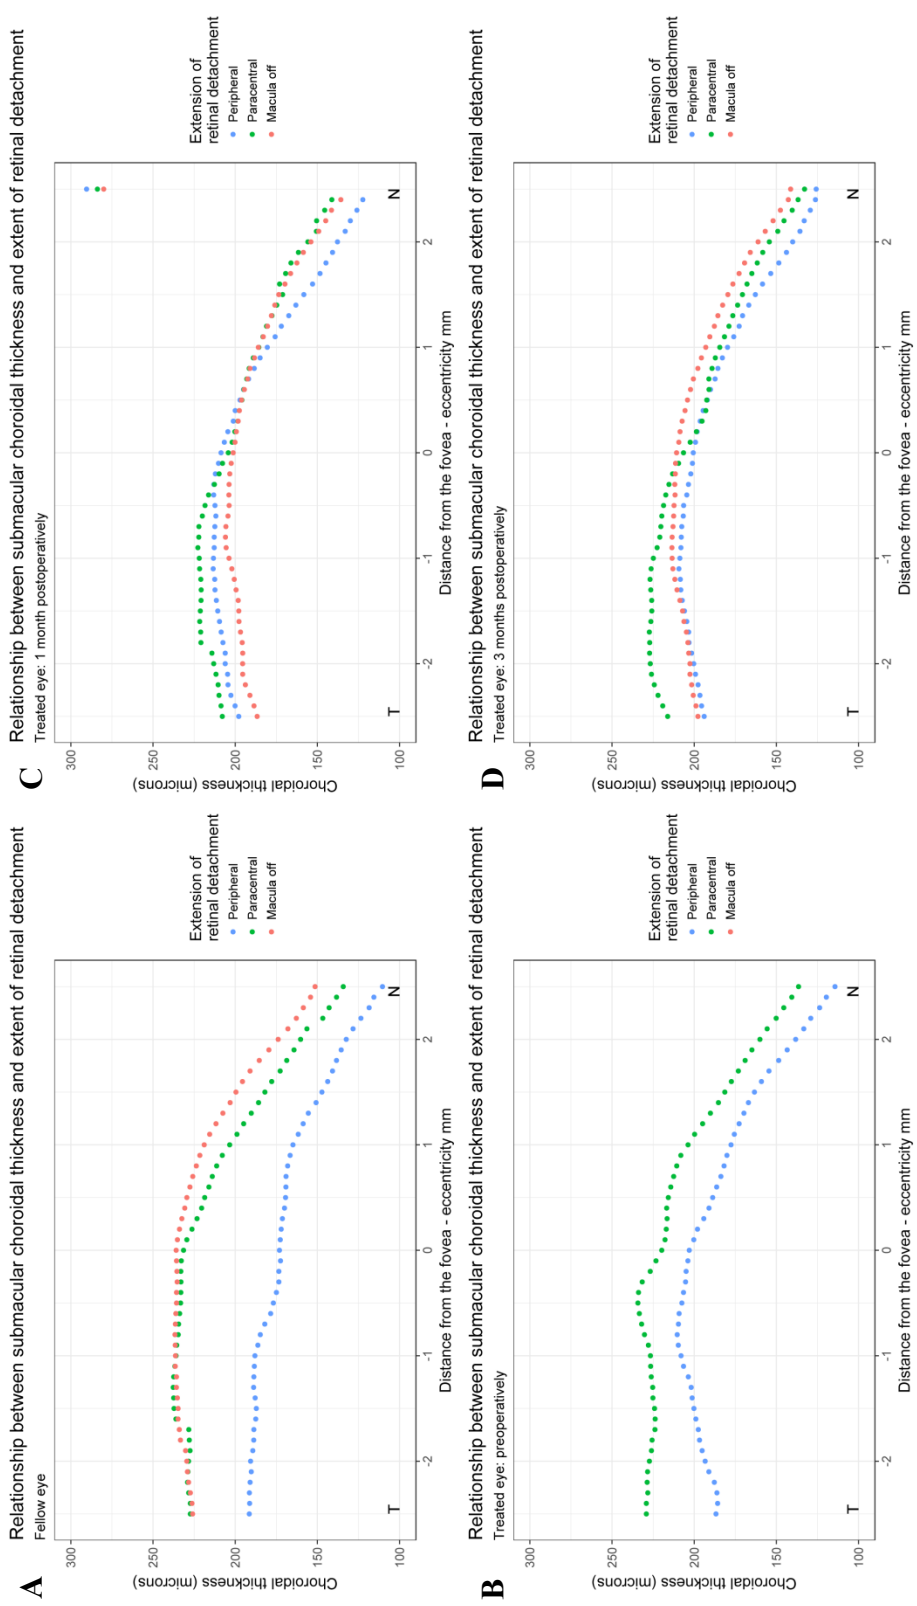 A
Relationship between submacular choroidal thickness and extent of retinal detachment
Fellow eye
Choroidal thickness (microns)
300
250
200
150
100
T
N
-2
-1
0
1
2
Distance from the fovea - eccentricity mm
Extension of
retinal detachment
Peripheral
Paracentral
Macula off
B
Relationship between submacular choroidal thickness and extent of retinal detachment
Treated eye: preoperatively
Choroidal thickness (microns)
300
250
200
150
100
T
N
-2
-1
0
1
2
Distance from the fovea - eccentricity mm
Extension of
retinal detachment
Peripheral
Paracentral
Macula off
C
Relationship between submacular choroidal thickness and extent of retinal detachment
Treated eye: 1 month postoperatively
Choroidal thickness (microns)
300
250
200
150
100
T
N
-2
-1
0
1
2
Distance from the fovea - eccentricity mm
Extension of
retinal detachment
Peripheral
Paracentral
Macula off
D
Relationship between submacular choroidal thickness and extent of retinal detachment
Treated eye: 3 months postoperatively
Choroidal thickness (microns)
300
250
200
150
100
T
N
-2
-1
0
1
2
Distance from the fovea - eccentricity mm
Extension of
retinal detachment
Peripheral
Paracentral
Macula off